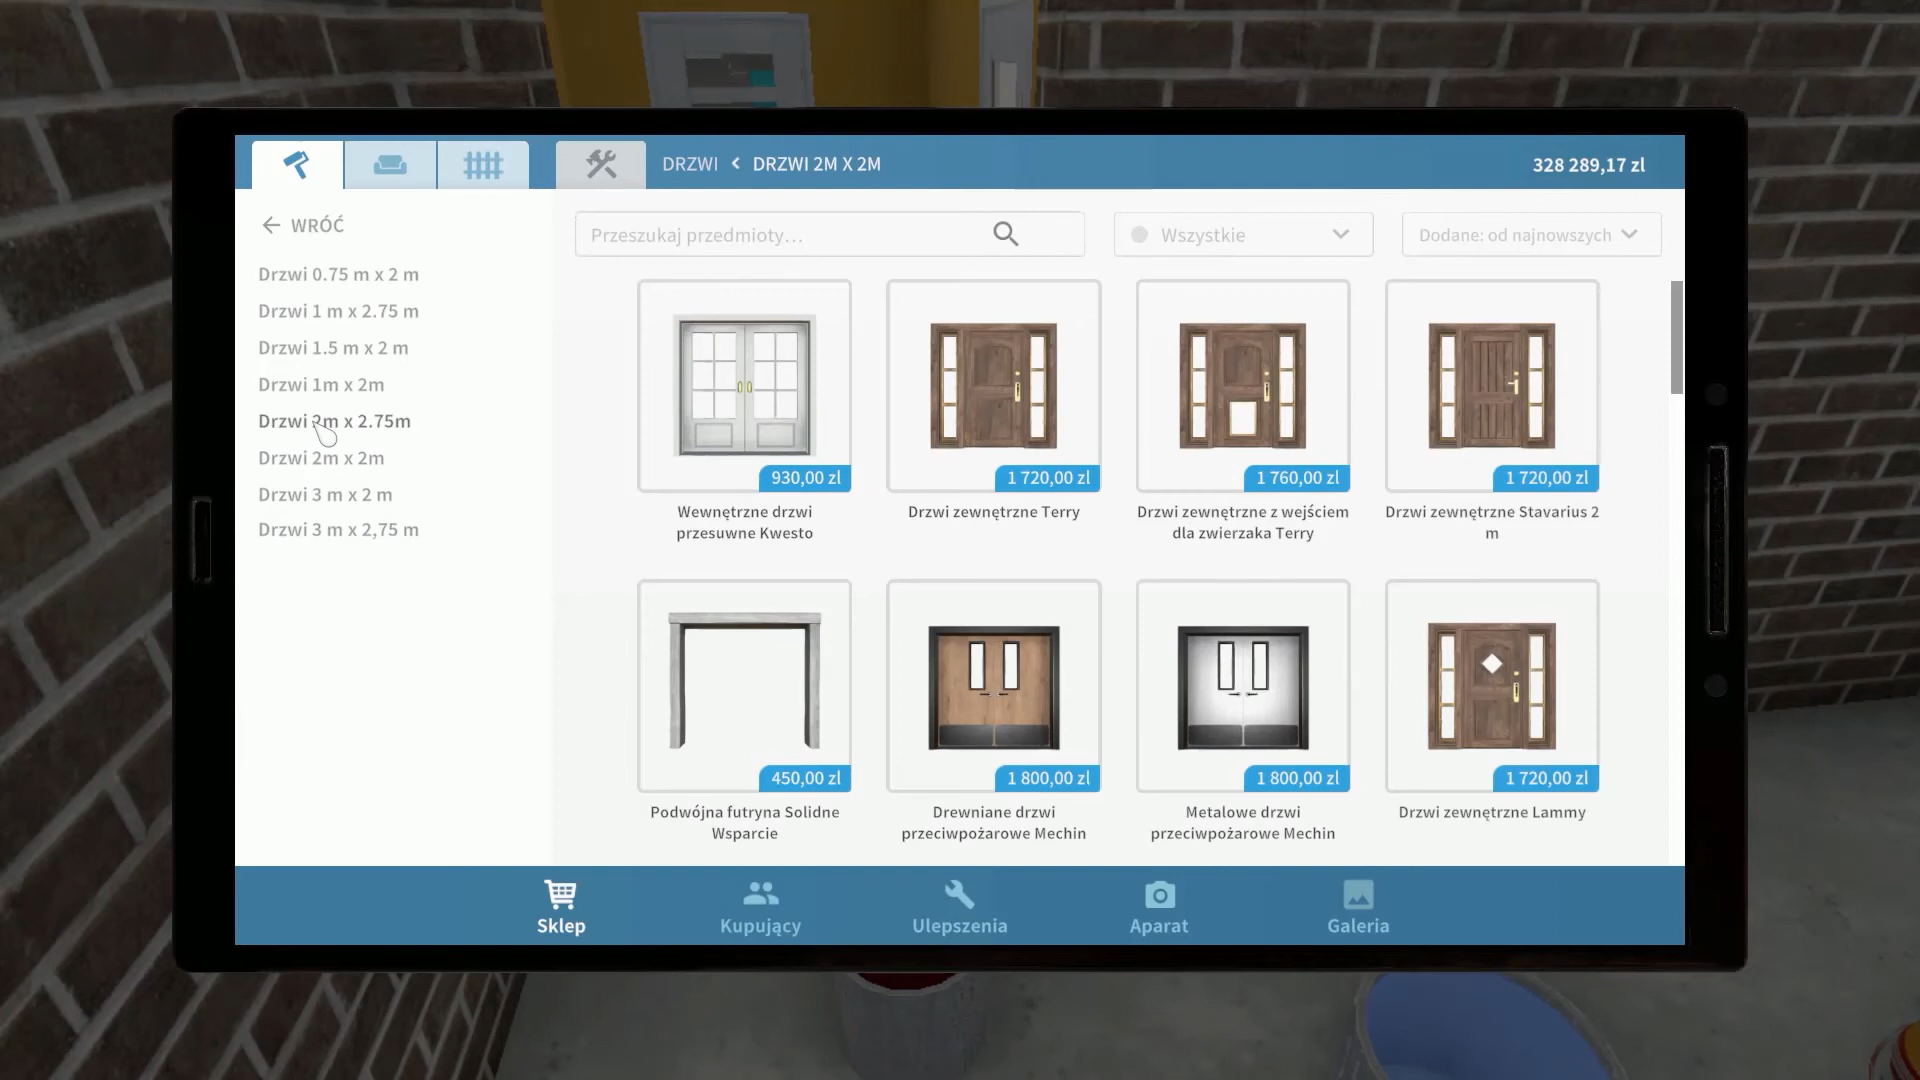 DRZWI < DRZWI 2M X 2M
328 289,17 zl
WRÓĆ
Drzwi 0.75 m x 2 m
Drzwi 1 m x 2.75 m
Drzwi 1.5 m x 2 m
Drzwi 1m x 2m
Drzwi 2m x 2.75m
Drzwi 2m x 2m
Drzwi 3 m x 2 m
Drzwi 3 m x 2,75 m
Przeszukaj przedmioty...
Wszystkie
Dodane: od najnowszych
930,00 zl
1 720,00 zl
1 760,00 zl
1 720,00 zl
Wewnętrzne drzwi
przesuwne Kwesto
Drzwi zewnętrzne Terry
Drzwi zewnętrzne z wejściem
dla zwierzaka Terry
Drzwi zewnętrzne Stavarius 2
m
450,00 zl
1 800,00 zl
1 800,00 zl
1 720,00 zl
Podwójna futryna Solidne
Wsparcie
Drewniane drzwi
przeciwpożarowe Mechin
Metalowe drzwi
przeciwpożarowe Mechin
Drzwi zewnętrzne Lammy
Sklep
Kupujący
Ulepszenia
Aparat
Galeria